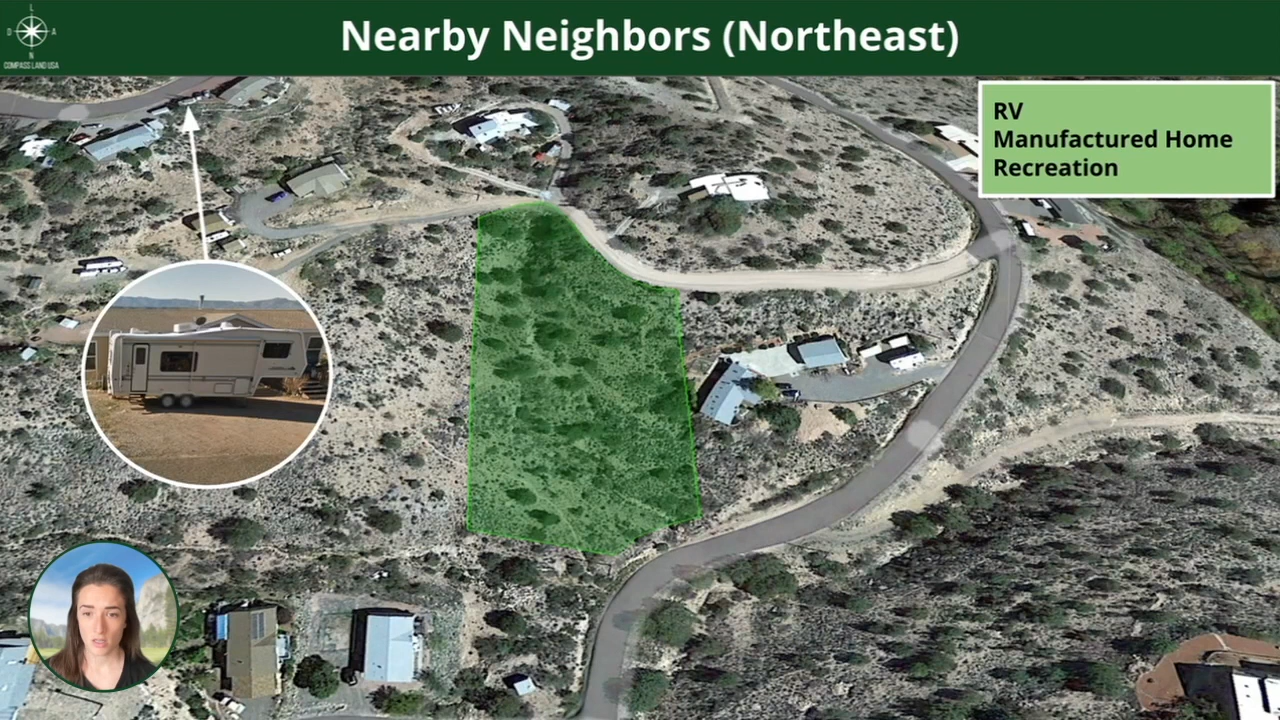 L
D A
N
COMPASS LAND USA
Nearby Neighbors (Northeast)
RV
Manufactured Home
Recreation